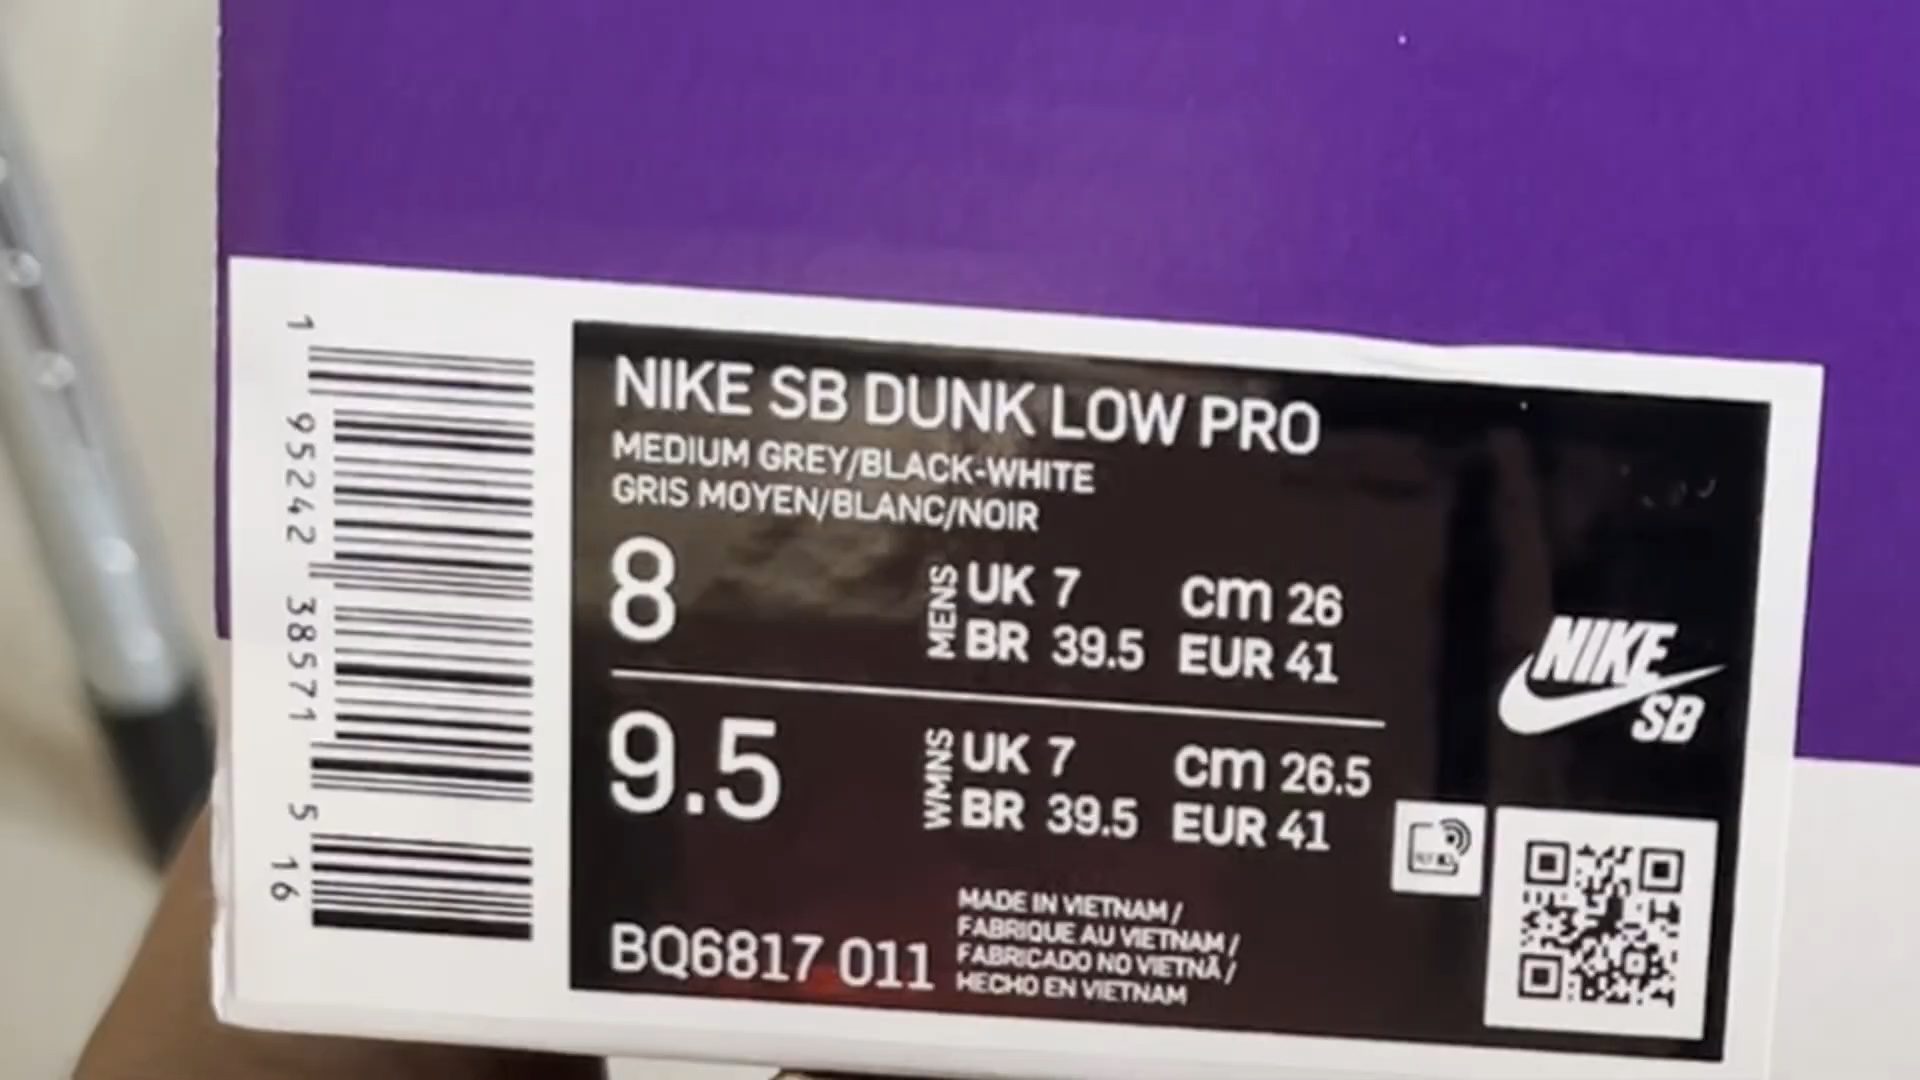 1 95242 38571 5 16
NIKE SB DUNK LOW PRO
MEDIUM GREY/BLACK-WHITE
GRIS MOYEN/BLANC/NOIR
8
MENS
UK 7 cm 26
BR 39.5 EUR 41
9.5
WMNS
UK 7 cm 26.5
BR 39.5 EUR 41
BQ6817 011
MADE IN VIETNAM /
FABRIQUE AU VIETNAM /
FABRICADO NO VIETNÃ /
HECHO EN VIETNAM
NIKE
SB